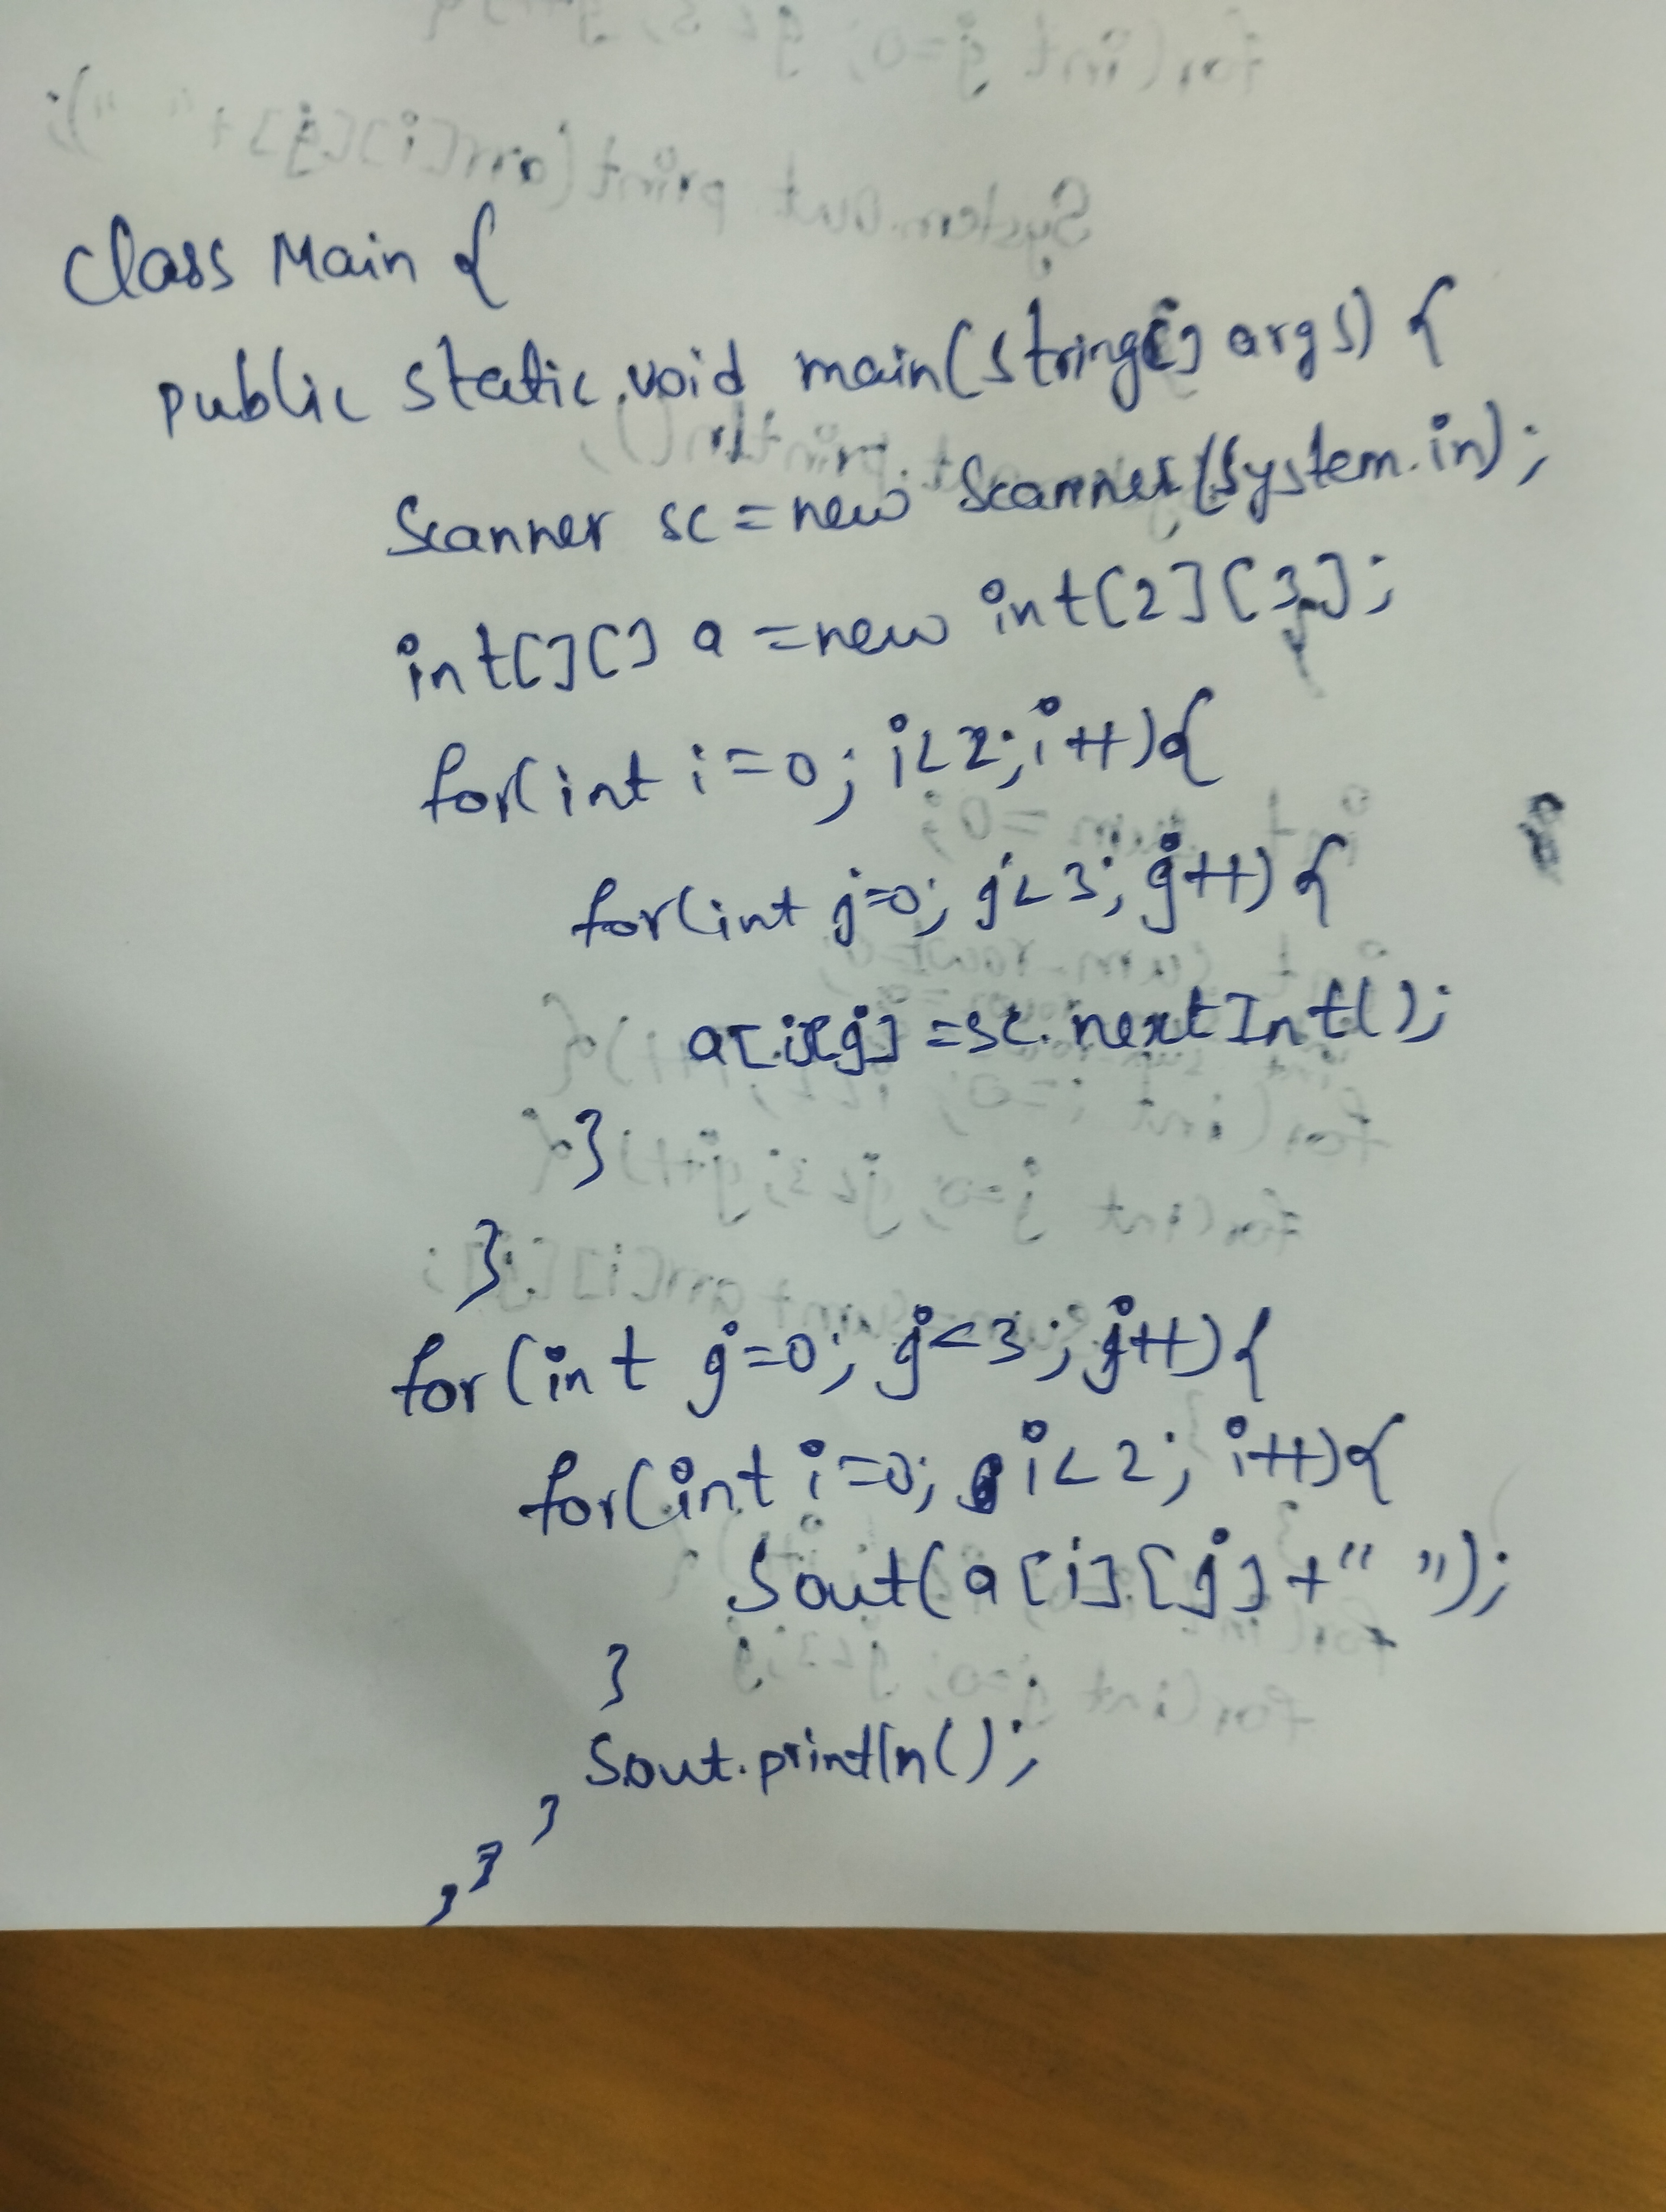 class Main {
public static void main(String[] args) {
Scanner sc = new Scanner(System.in);
int[][] a = new int[2][3];
for(int i=0; i<2; i++){
for(int j=0; j<3; j++) {
a[i][j] = sc.nextInt();
}
}
for(int j=0; j<3; j++){
for(int i=0; i<2; i++){
Sout(a[i][j]+" ");
}
Sout.println();
}
}
}